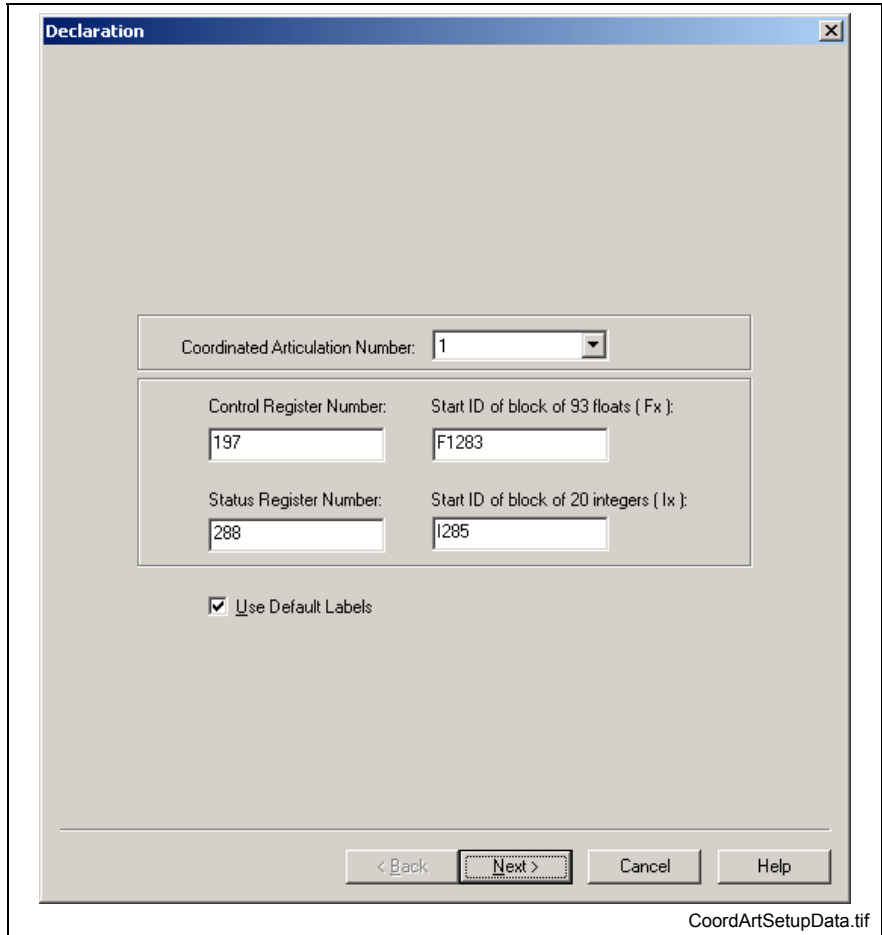 Declaration
Coordinated Articulation Number: 1
Control Register Number: Start ID of block of 93 floats ( Fx ):
197 F1283
Status Register Number: Start ID of block of 20 integers ( Ix ):
288 I285
Use Default Labels
< Back Next > Cancel Help
CoordArtSetupData.tif